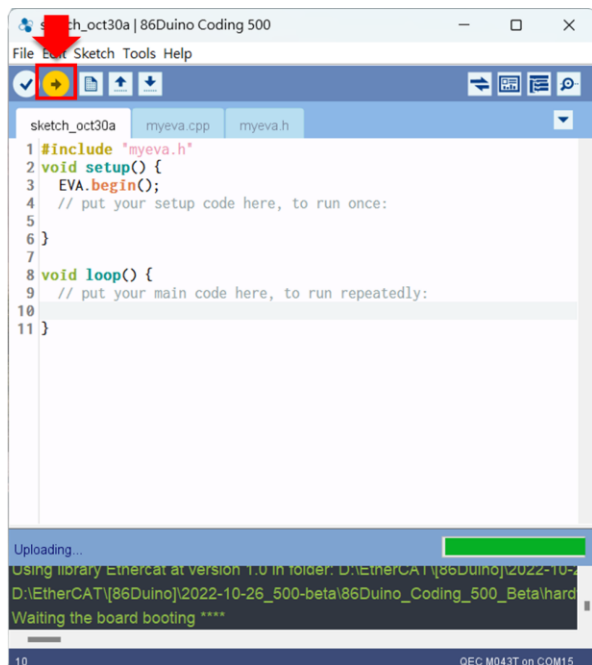 sketch_oct30a | 86Duino Coding 500
File Edit Sketch Tools Help
sketch_oct30a myeva.cpp myeva.h
1 #include "myeva.h"
2 void setup() {
3 EVA.begin();
4 // put your setup code here, to run once:
5
6 }
7
8 void loop() {
9 // put your main code here, to run repeatedly:
10
11 }
Uploading...
Using library Ethercat at version 1.0 in folder: D:\EtherCAT\[86Duino]\2022-10-2
D:\EtherCAT\[86Duino]\2022-10-26_500-beta\86Duino_Coding_500_Beta\hard
Waiting the board booting ****
10 QEC M043T on COM15